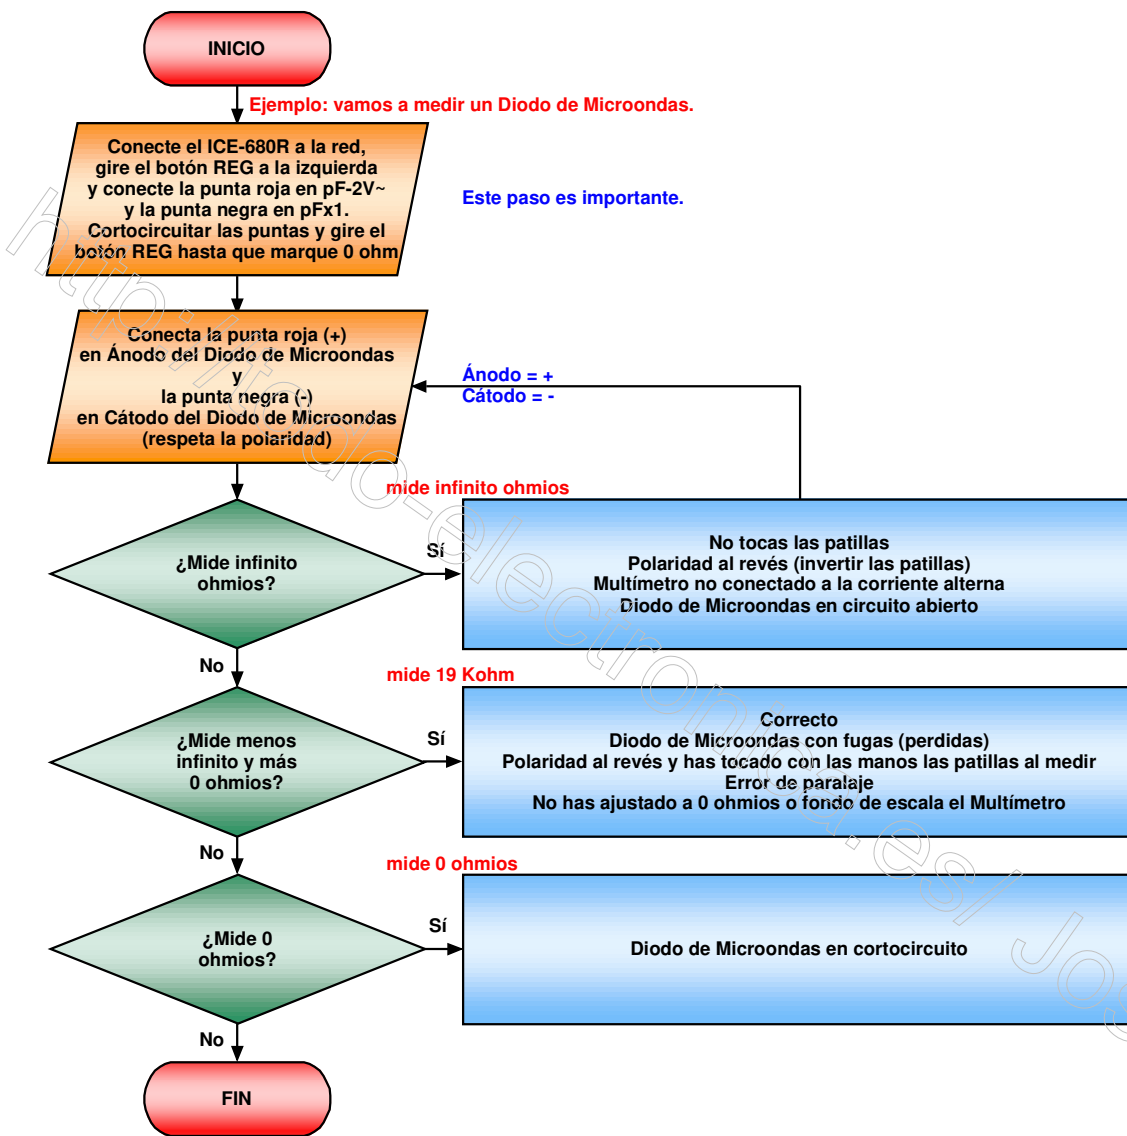 INICIO
Ejemplo: vamos a medir un Diodo de Microondas.
Conecte el ICE-680R a la red,
gire el botón REG a la izquierda
y conecte la punta roja en pF-2V~
y la punta negra en pFx1.
Cortocircuitar las puntas y gire el
botón REG hasta que marque 0 ohm
Este paso es importante.
Conecta la punta roja (+)
en Ánodo del Diodo de Microondas
y
la punta negra (-)
en Cátodo del Diodo de Microondas
(respeta la polaridad)
Ánodo = +
Cátodo = -
mide infinito ohmios
¿Mide infinito
ohmios?
Sí
No tocas las patillas
Polaridad al revés (invertir las patillas)
Multímetro no conectado a la corriente alterna
Diodo de Microondas en circuito abierto
No
mide 19 Kohm
¿Mide menos
infinito y más
0 ohmios?
Sí
Correcto
Diodo de Microondas con fugas (perdidas)
Polaridad al revés y has tocado con las manos las patillas al medir
Error de paralaje
No has ajustado a 0 ohmios o fondo de escala el Multímetro
No
mide 0 ohmios
¿Mide 0
ohmios?
Sí
Diodo de Microondas en cortocircuito
No
FIN